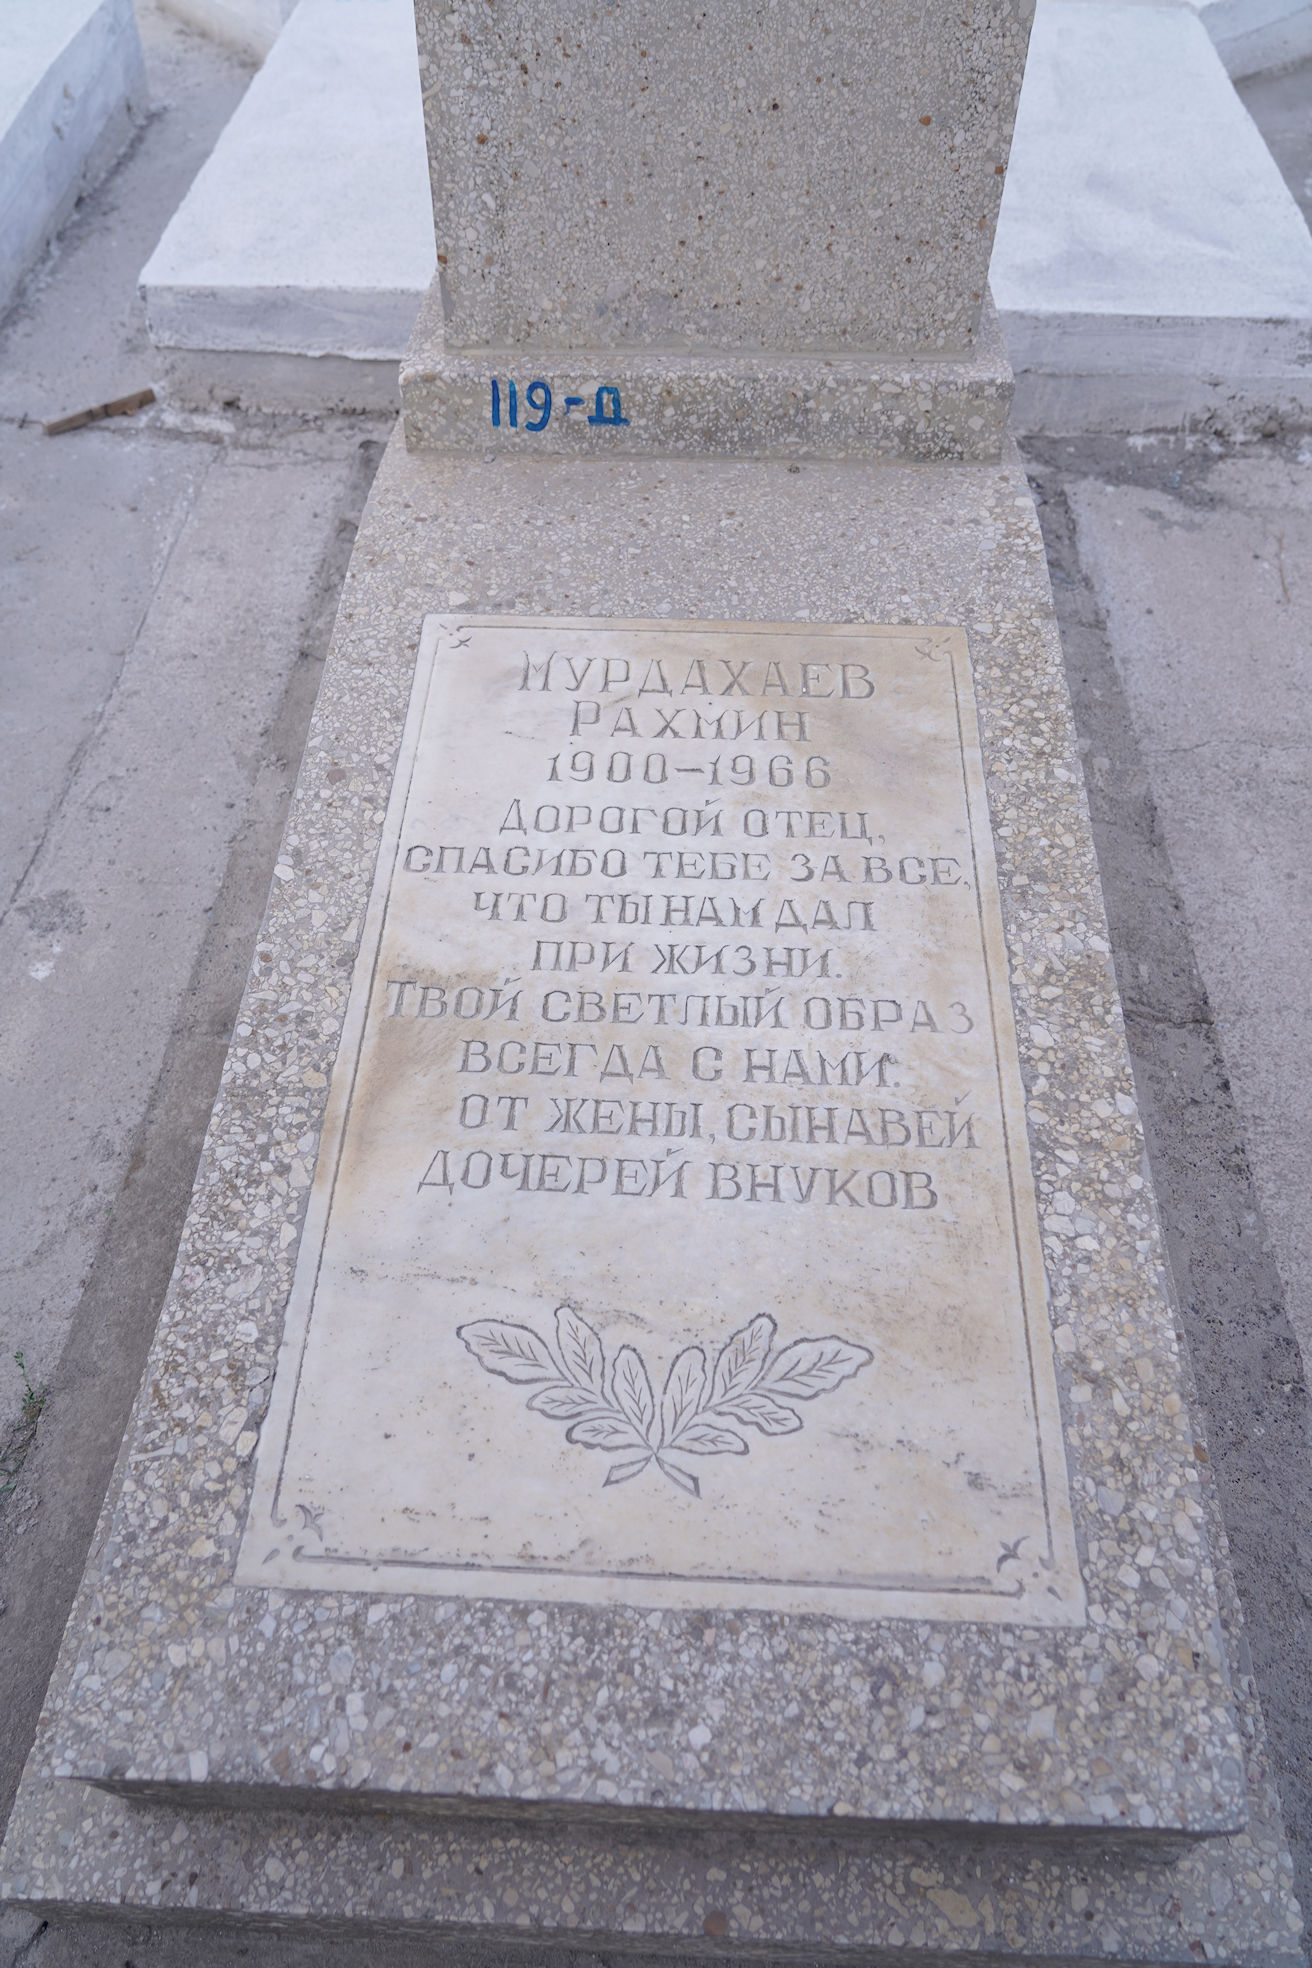 119-Д
МУРДАХАЕВ
РАХМИН
1900-1966
ДОРОГОЙ ОТЕЦ,
СПАСИБО ТЕБЕ ЗА ВСЕ,
ЧТО ТЫ НАМ ДАЛ
ПРИ ЖИЗНИ.
ТВОЙ СВЕТЛЫЙ ОБРАЗ
ВСЕГДА С НАМИ.
ОТ ЖЕНЫ, СЫНАВЕЙ
ДОЧЕРЕЙ ВНУКОВ